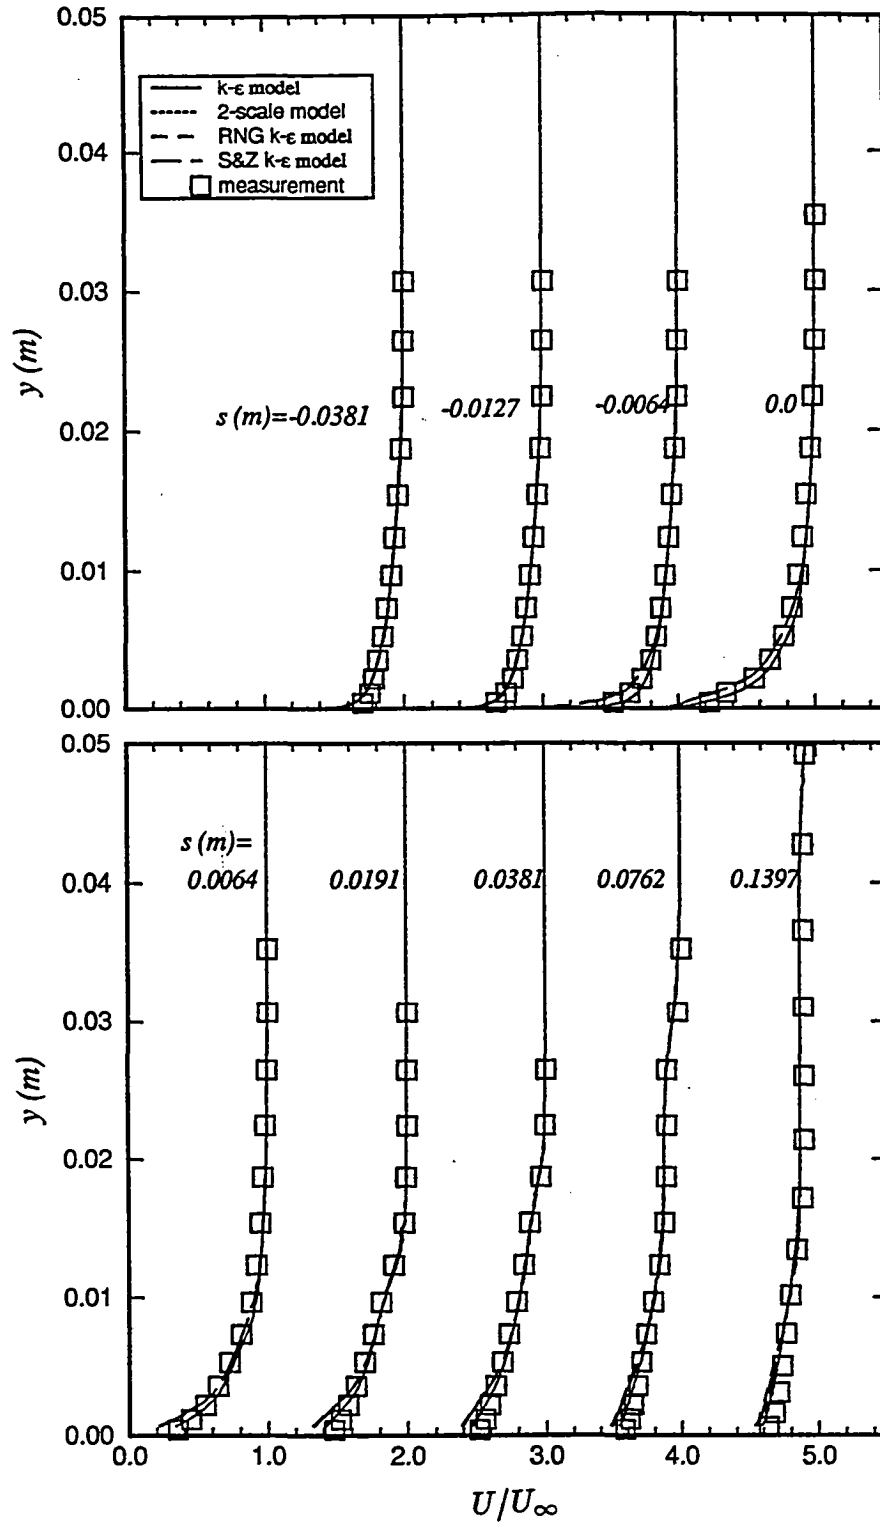 0.05
k-ε model
2-scale model
RNG k-ε model
S&Z k-ε model
measurement
0.04
0.03
y (m)
s (m)=-0.0381
-0.0127
-0.0064
0.0
0.02
0.01
0.00
0.05
s (m)=
0.0064
0.0191
0.0381
0.0762
0.1397
0.04
0.03
y (m)
0.02
0.01
0.00
0.0 1.0 2.0 3.0 4.0 5.0
U/U∞